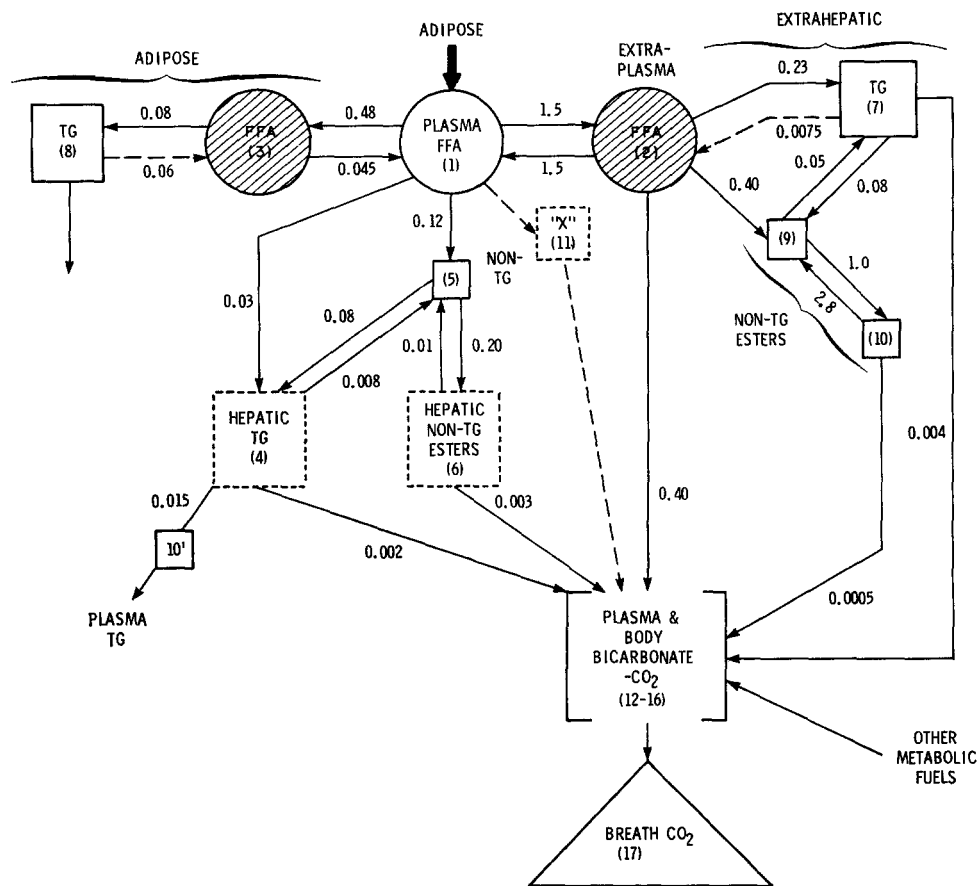 EXTRAHEPATIC
ADIPOSE
ADIPOSE
EXTRA-
PLASMA
0.23
0.08
0.48
1.5
TG
(7)
TG
(8)
FFA
(3)
PLASMA
FFA
(1)
FFA
(2)
0.0075
0.06
0.045
1.5
0.05
0.08
0.40
0.12
"X"
(11)
(9)
NON-
TG
(5)
1.0
2.8
0.03
0.08
NON-TG
ESTERS
(10)
0.01
0.20
0.008
HEPATIC
TG
(4)
HEPATIC
NON-TG
ESTERS
(6)
0.004
0.015
0.003
0.40
10'
0.002
0.0005
PLASMA
TG
PLASMA &
BODY
BICARBONATE
-CO2
(12-16)
OTHER
METABOLIC
FUELS
BREATH CO2
(17)